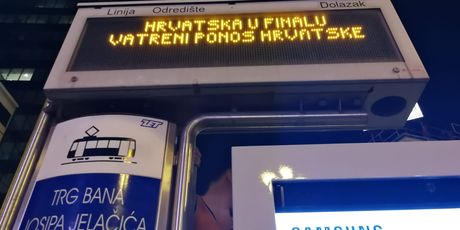 Linija Odredište Dolazak
HRVATSKA U FINALU
VATRENI PONOS HRVATSKE
ZET
TRG BANA
JOSIPA JELAČIĆA
SAMSUNG